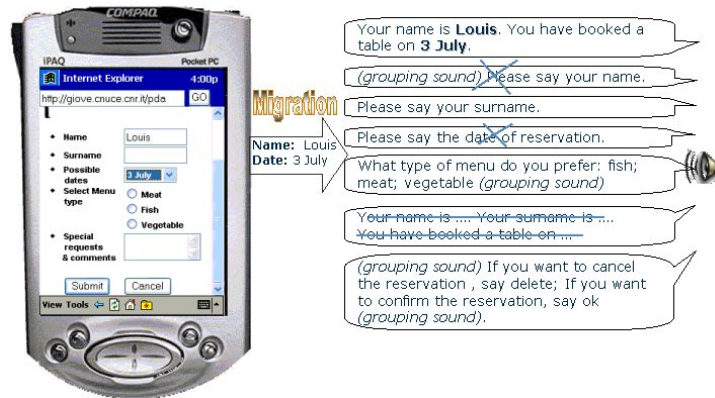 COMPAQ
iPAQ Pocket PC
Internet Explorer 4:00p
http://giove.cnuce.cnr.it/pda GO
Name Louis
Surname
Possible
dates 3 July
Select Menu
type Meat
Fish
Vegetable
Special
requests
& comments
Submit Cancel
View Tools
Migration
Name: Louis
Date: 3 July
Your name is Louis. You have booked a
table on 3 July.
(grouping sound) Please say your name.
Please say your surname.
Please say the date of reservation.
What type of menu do you prefer: fish;
meat; vegetable (grouping sound)
Your name is .... Your surname is ....
You have booked a table on ...
(grouping sound) If you want to cancel
the reservation , say delete; If you want
to confirm the reservation, say ok
(grouping sound).